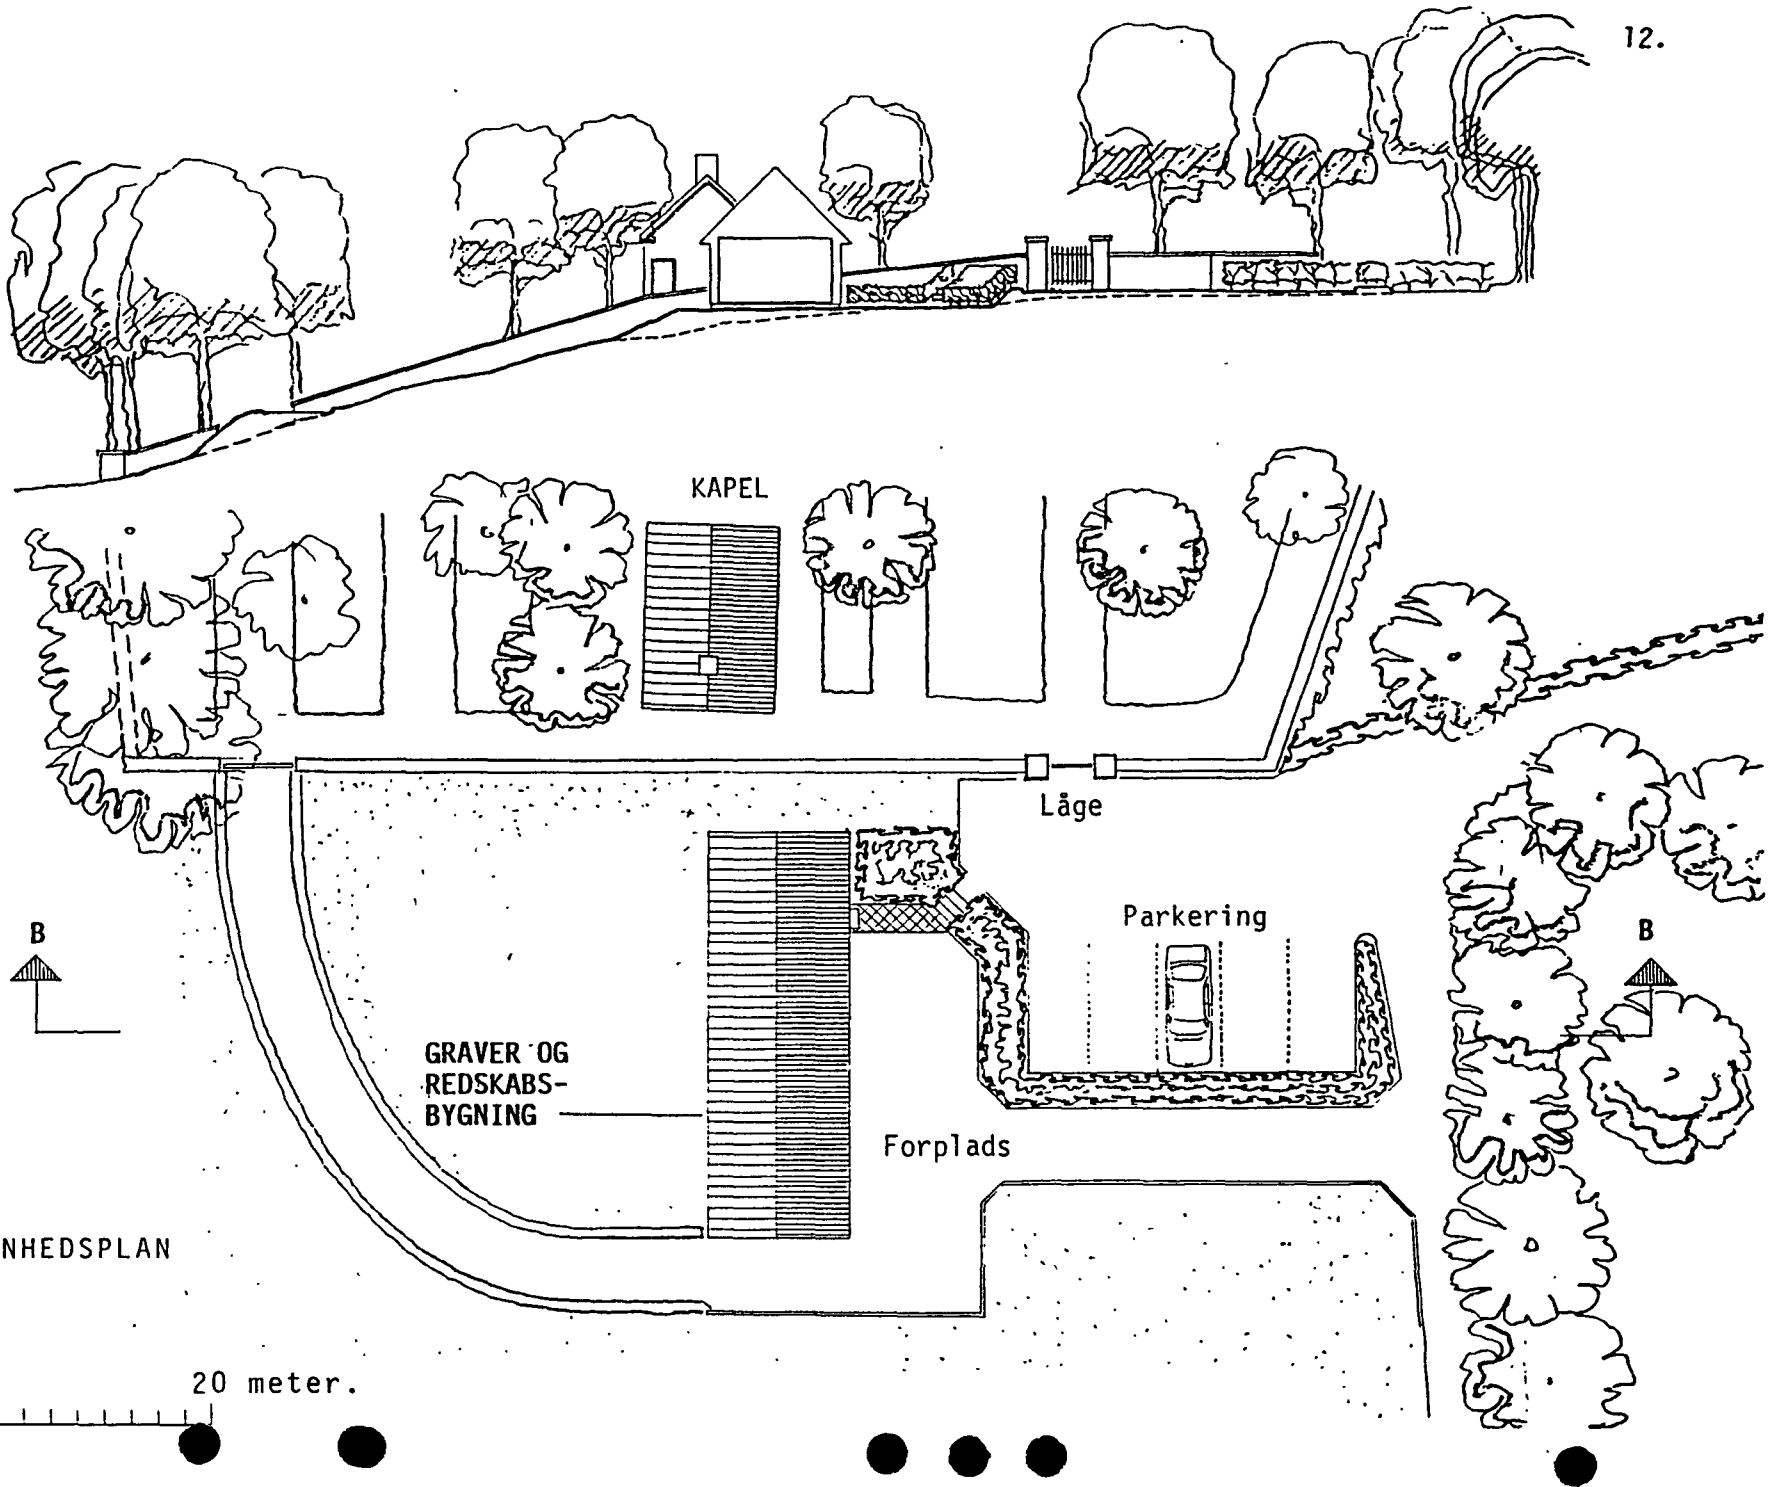 12.
KAPEL
Låge
Parkering
B
B
GRAVER OG
REDSKABS-
BYGNING
Forplads
NHEDSPLAN
20 meter.